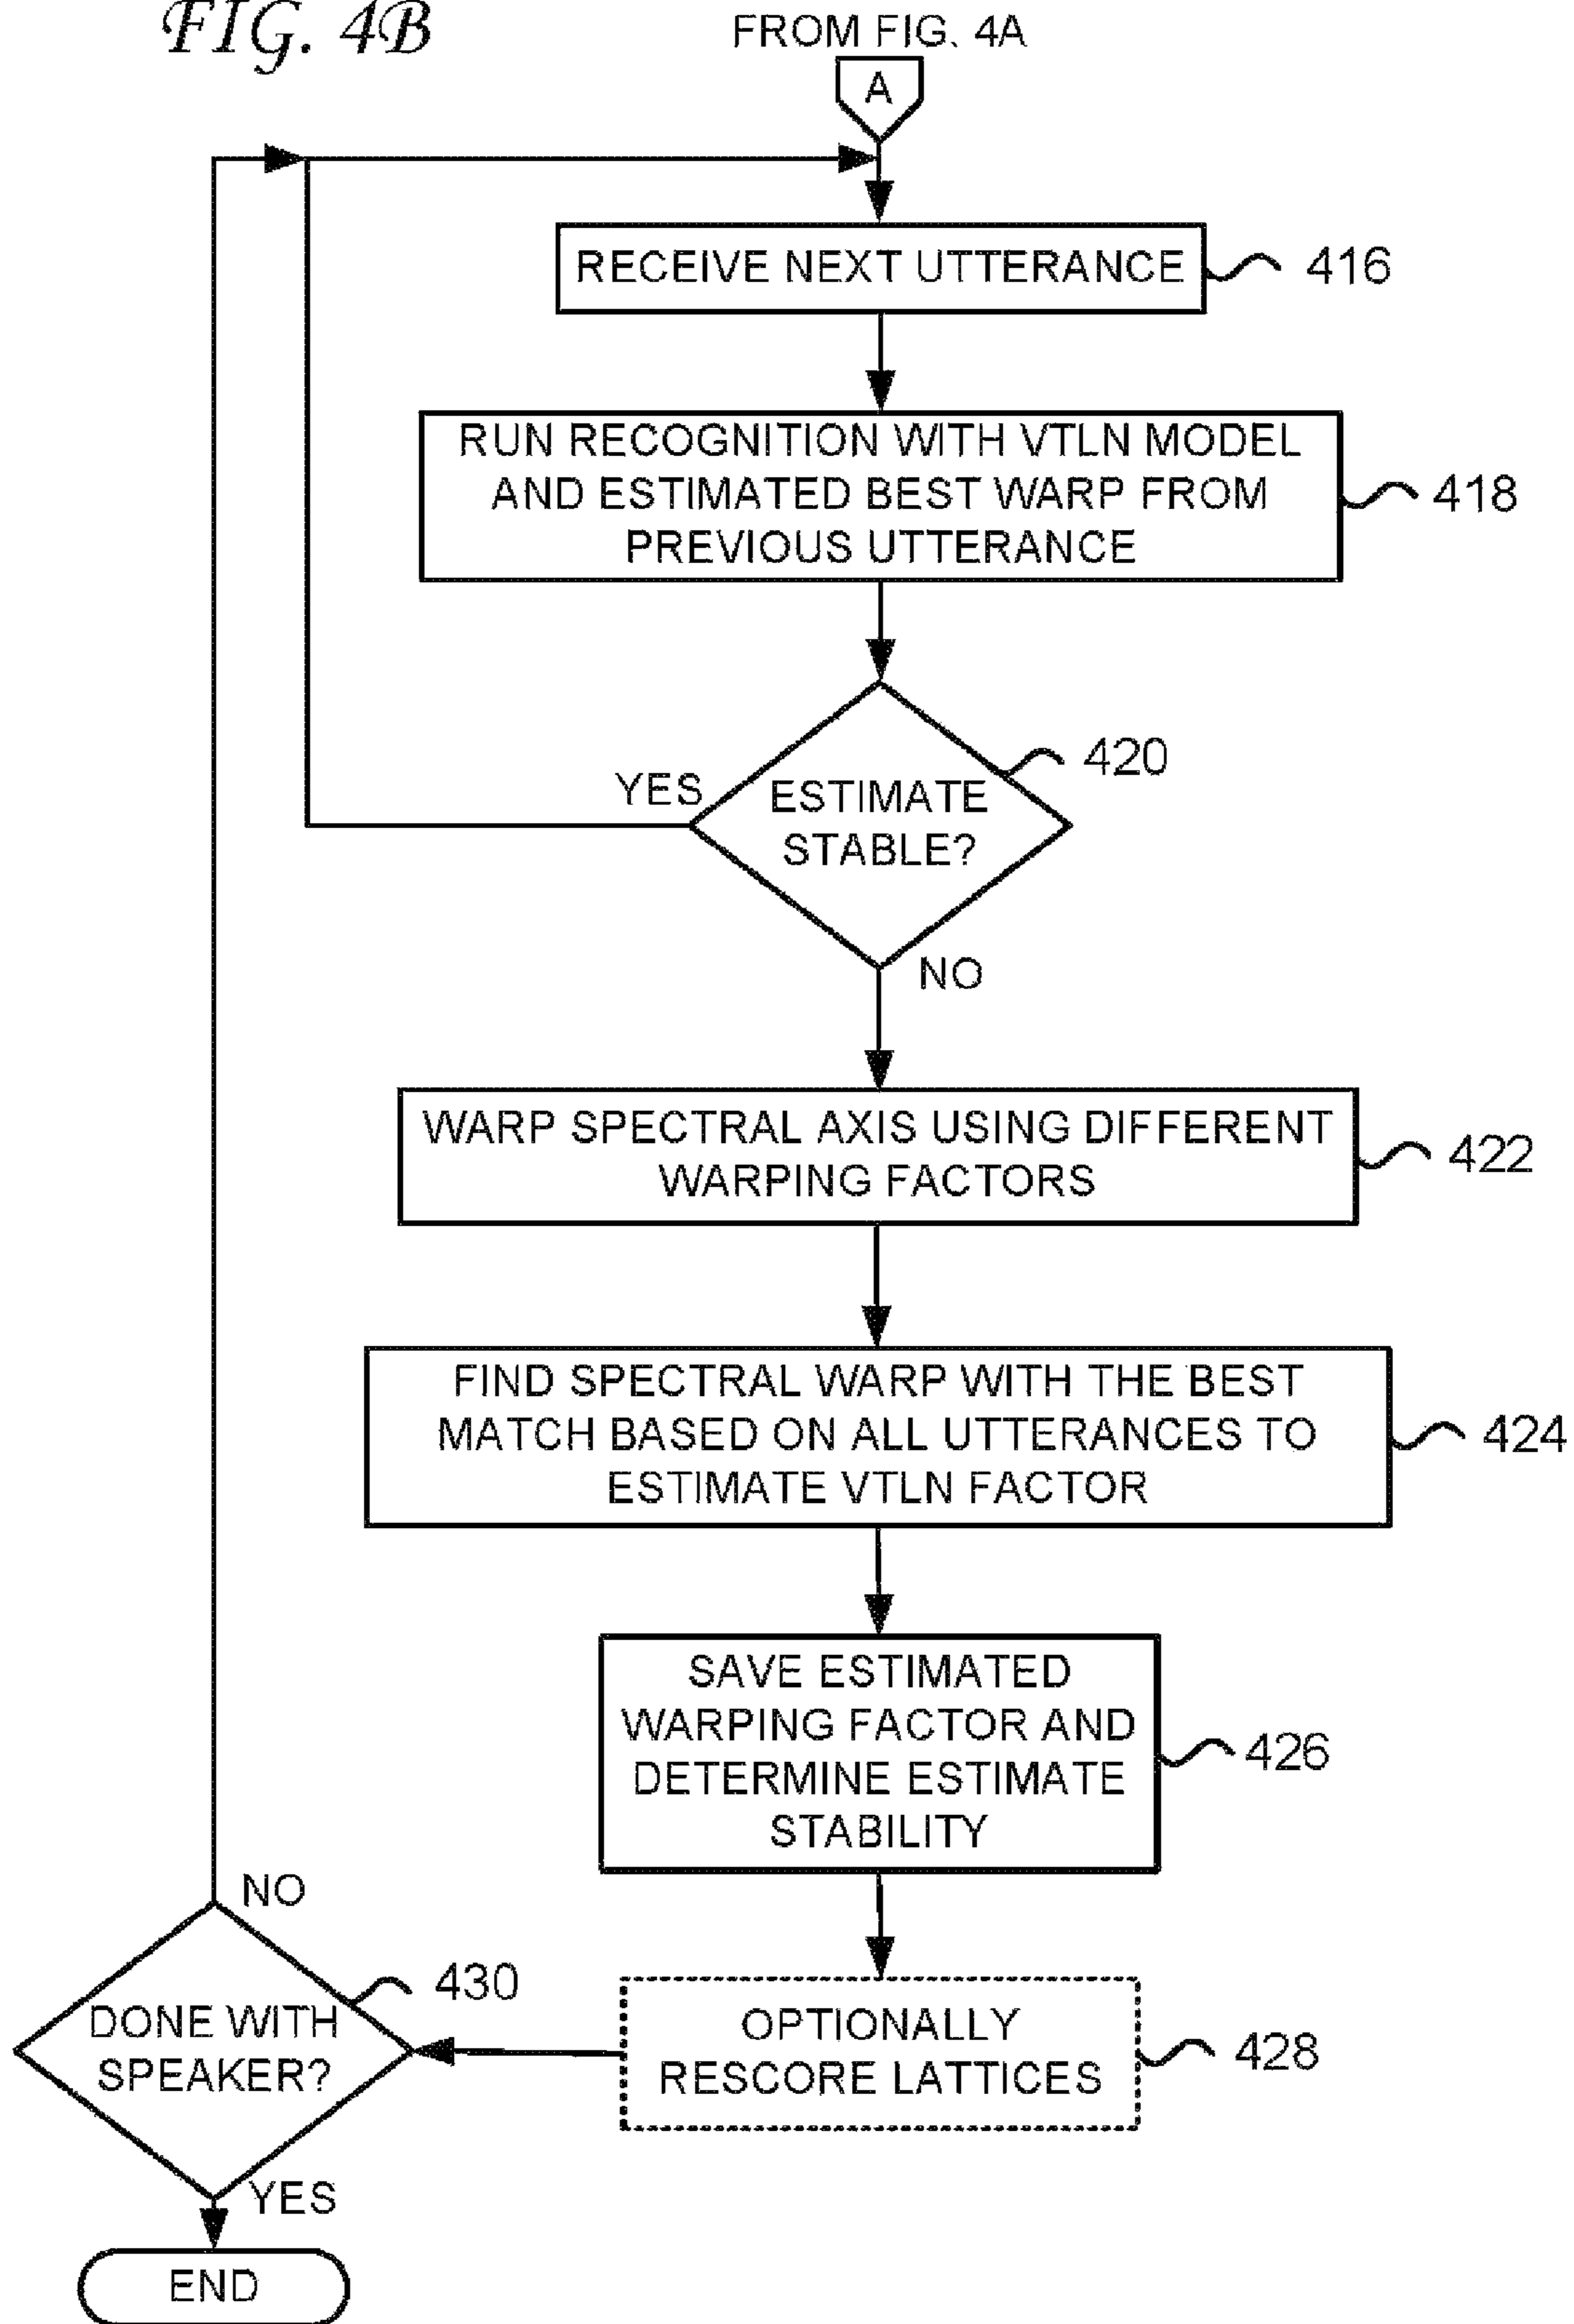 FIG. 4B
FROM FIG. 4A
A
RECEIVE NEXT UTTERANCE
416
RUN RECOGNITION WITH VTLN MODEL
AND ESTIMATED BEST WARP FROM
PREVIOUS UTTERANCE
418
420
YES
ESTIMATE
STABLE?
NO
WARP SPECTRAL AXIS USING DIFFERENT
WARPING FACTORS
422
FIND SPECTRAL WARP WITH THE BEST
MATCH BASED ON ALL UTTERANCES TO
ESTIMATE VTLN FACTOR
424
SAVE ESTIMATED
WARPING FACTOR AND
DETERMINE ESTIMATE
STABILITY
426
NO
430
DONE WITH
SPEAKER?
OPTIONALLY
RESCORE LATTICES
428
YES
END